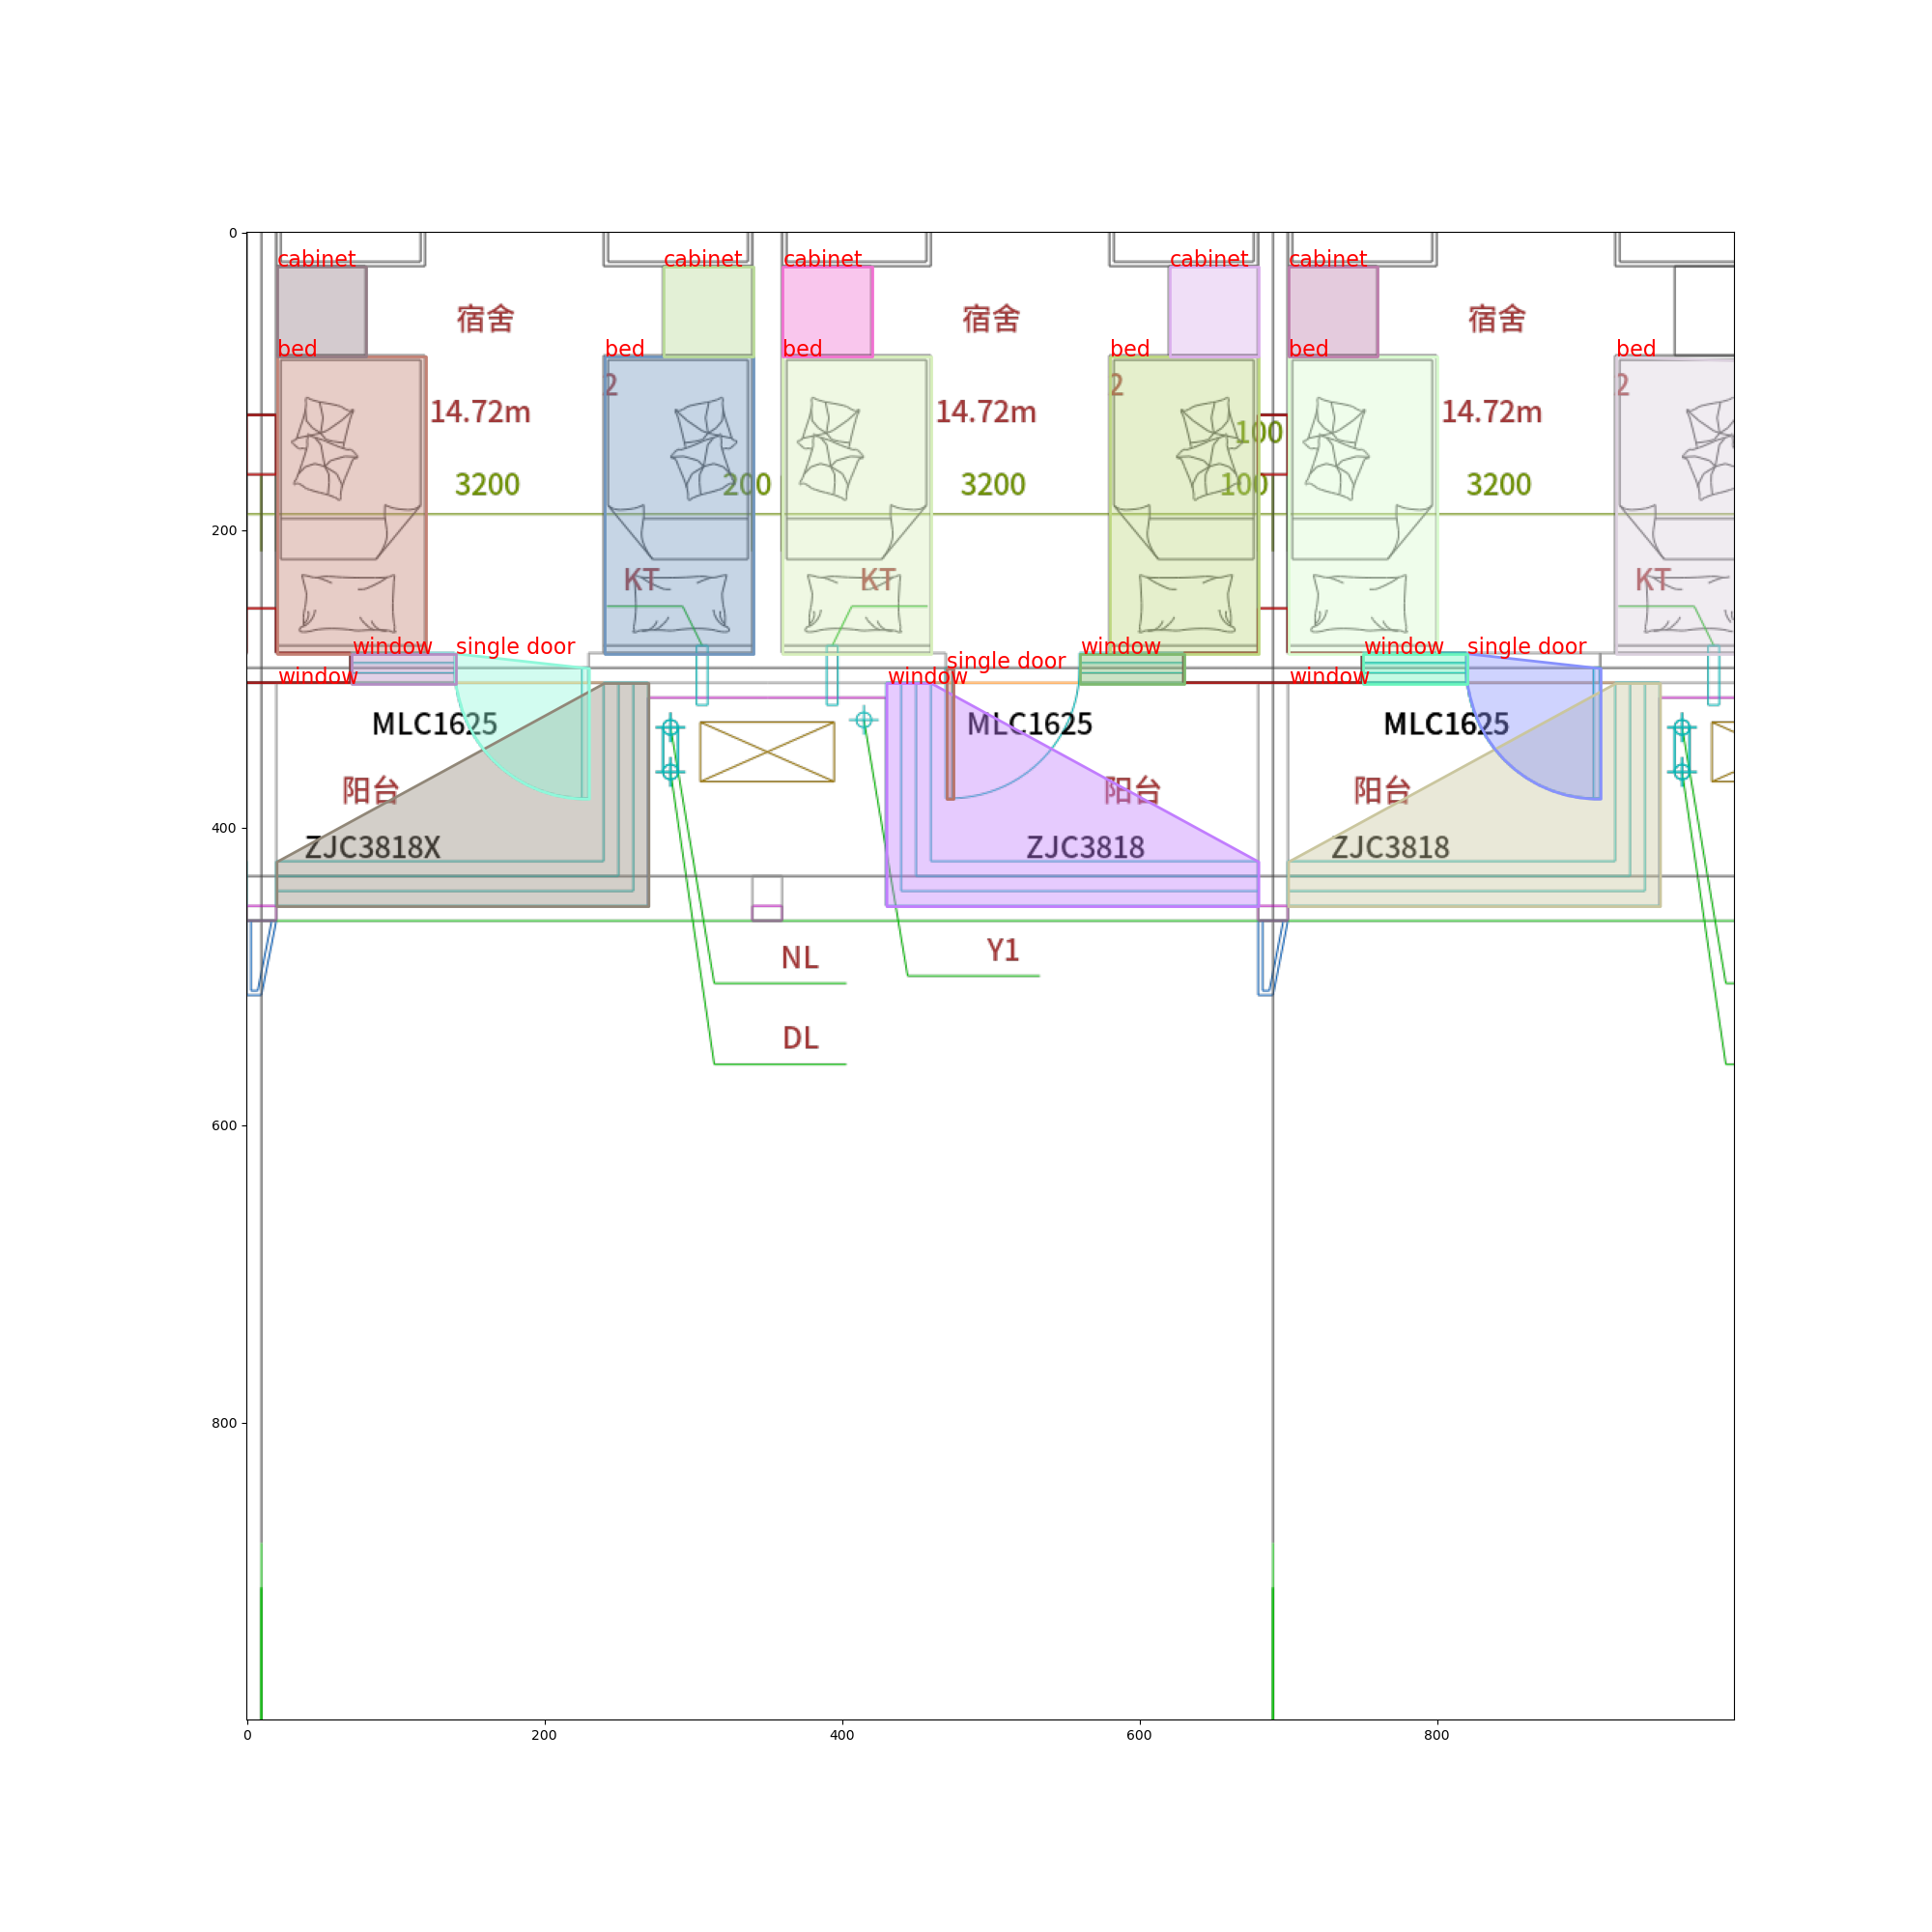 0
cabinet cabinet cabinet cabinet cabinet
宿舍 宿舍 宿舍
bed bed bed bed bed bed
2 2 2
14.72m 14.72m 14.72m
100
3200 200 3200 100 3200
200
KT KT KT
window single door window single door window single door
window window window
MLC1625 MLC1625 MLC1625
阳台 阳台 阳台
400
ZJC3818X ZJC3818 ZJC3818
NL Y1
DL
600
800
0 200 400 600 800